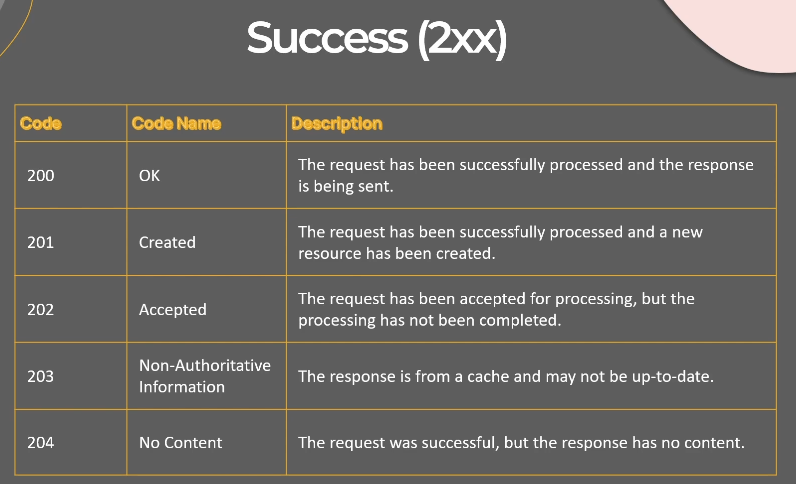 Success (2xx)
Code Code Name Description
200 OK The request has been successfully processed and the response
is being sent.
201 Created The request has been successfully processed and a new
resource has been created.
202 Accepted The request has been accepted for processing, but the
processing has not been completed.
203 Non-Authoritative
Information The response is from a cache and may not be up-to-date.
204 No Content The request was successful, but the response has no content.